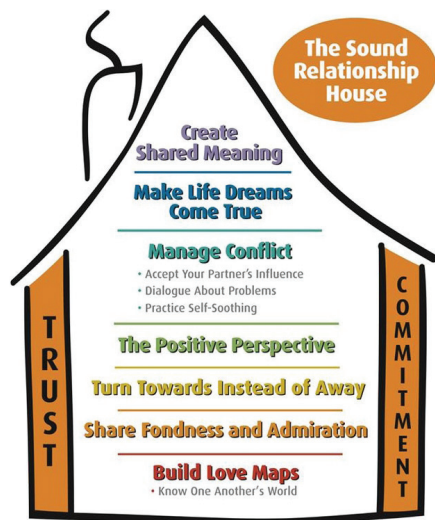 The Sound
Relationship
House
Create
Shared Meaning
Make Life Dreams
Come True
Manage Conflict
• Accept Your Partner's Influence
• Dialogue About Problems
• Practice Self-Soothing
The Positive Perspective
Turn Towards Instead of Away
Share Fondness and Admiration
Build Love Maps
• Know One Another's World
TRUST
COMMITMENT